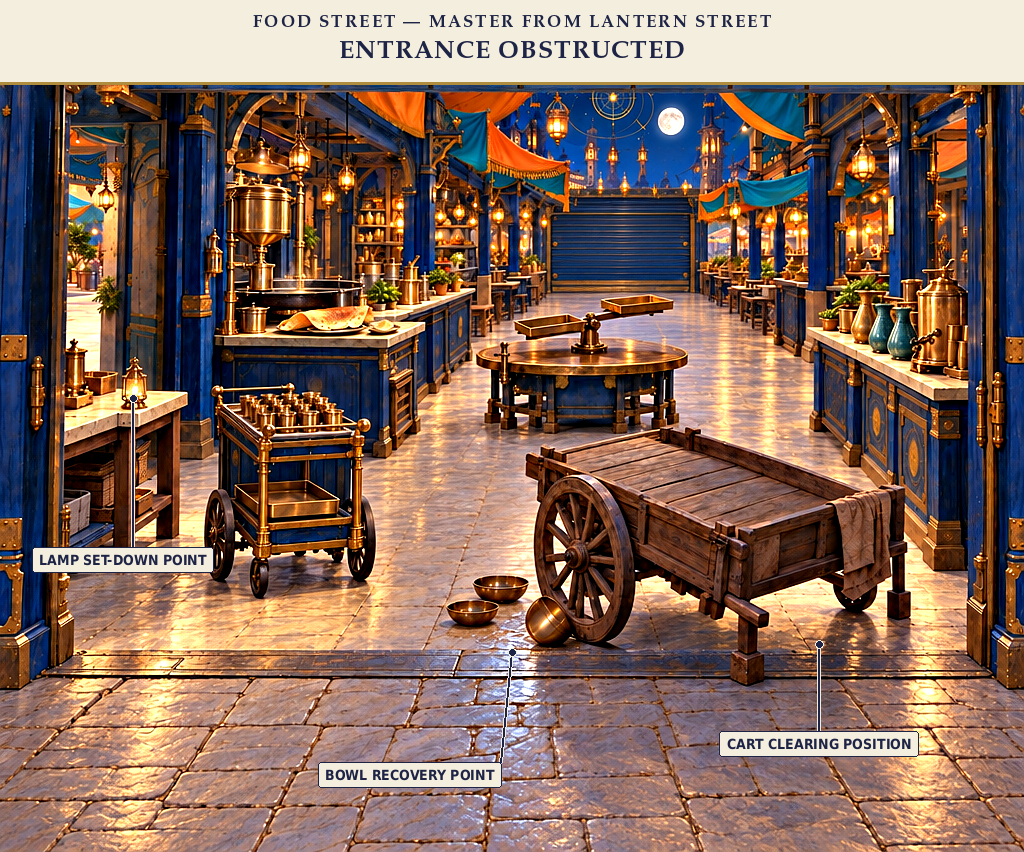 FOOD STREET — MASTER FROM LANTERN STREET
ENTRANCE OBSTRUCTED
LAMP SET-DOWN POINT
CART CLEARING POSITION
BOWL RECOVERY POINT